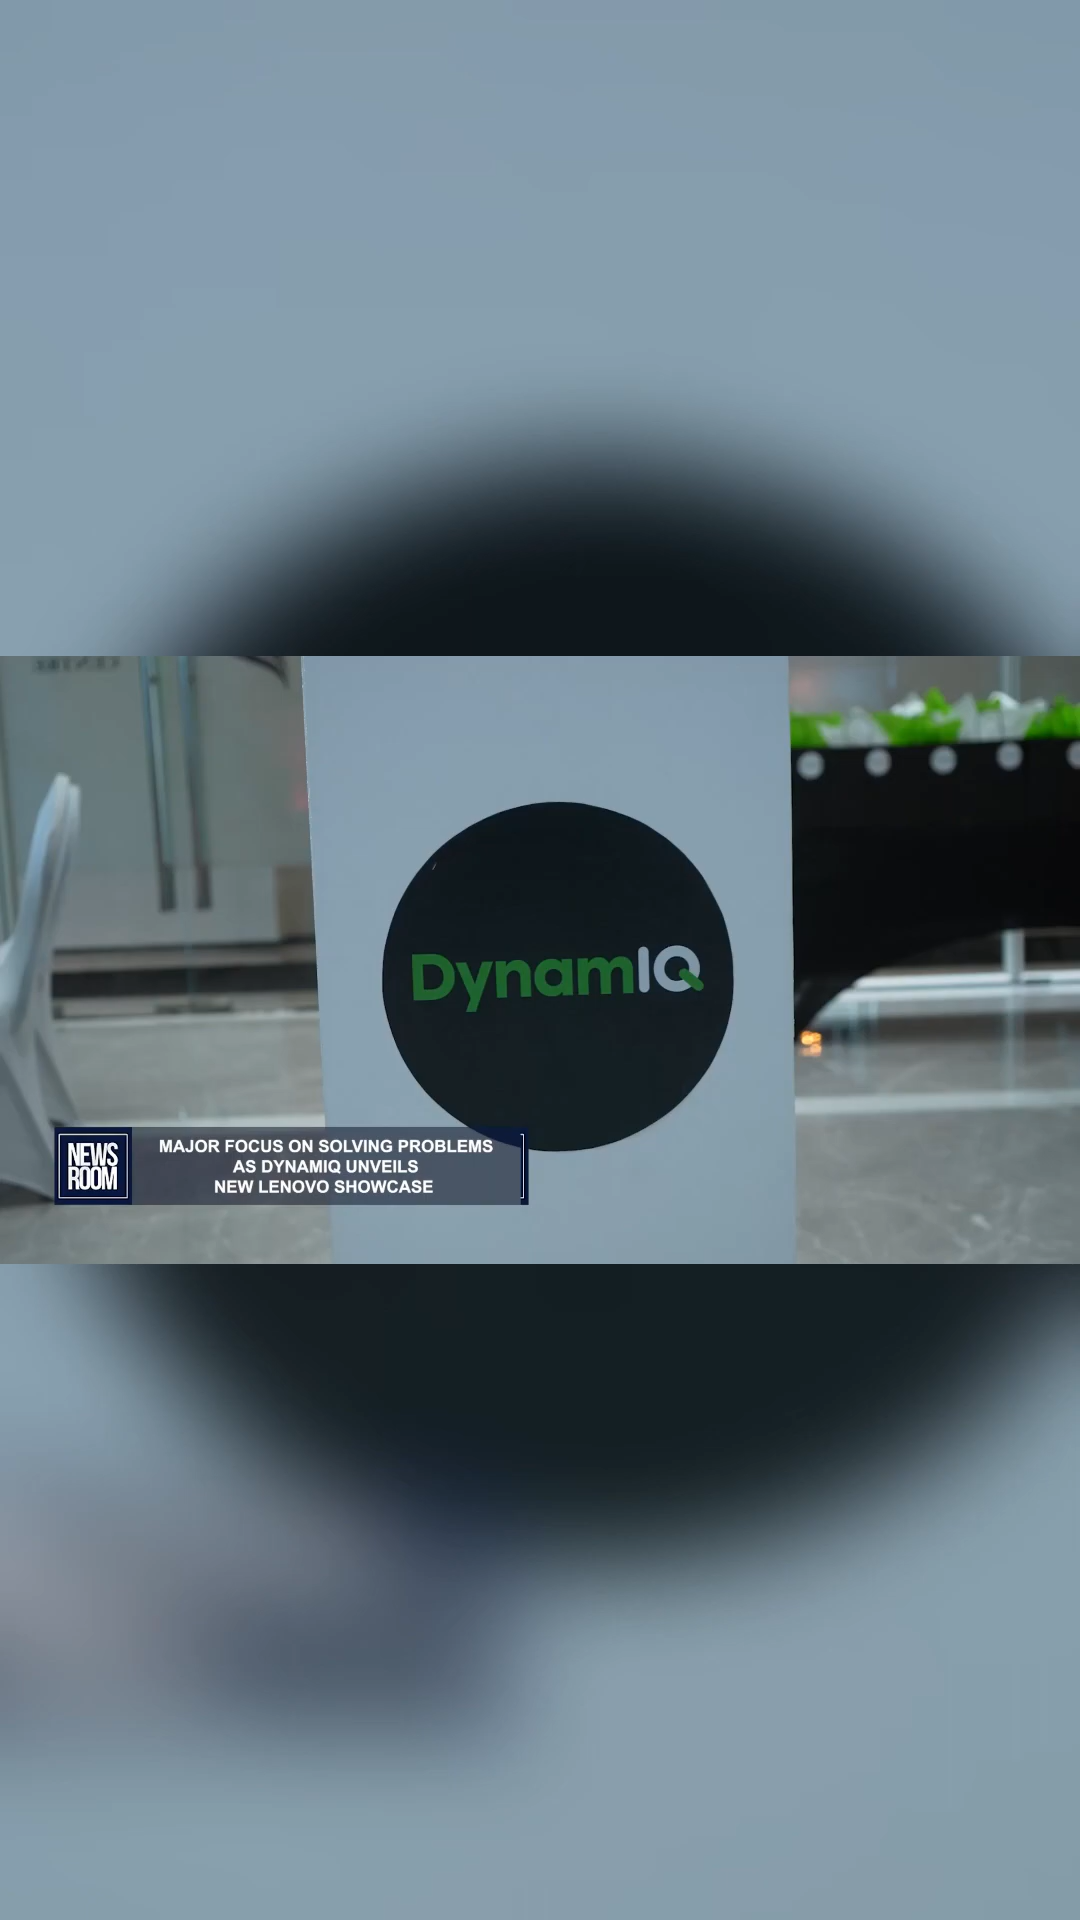 DynamIQ
NEWS
ROOM
MAJOR FOCUS ON SOLVING PROBLEMS
AS DYNAMIQ UNVEILS
NEW LENOVO SHOWCASE